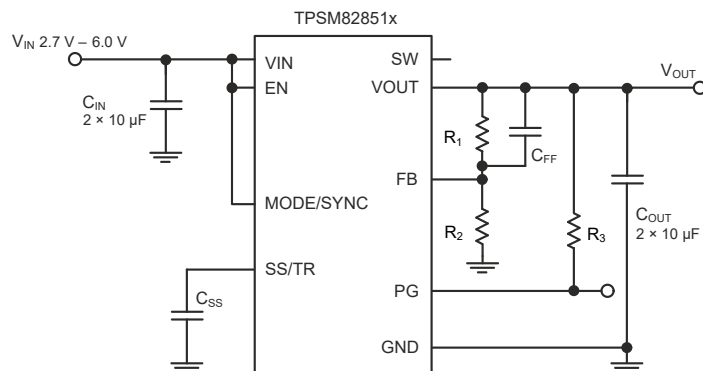 TPSM82851x
V_IN 2.7 V – 6.0 V
VIN
SW
EN
VOUT
V_OUT
C_IN
2 × 10 µF
R_1
C_FF
FB
MODE/SYNC
R_2
R_3
C_OUT
2 × 10 µF
SS/TR
C_SS
PG
GND